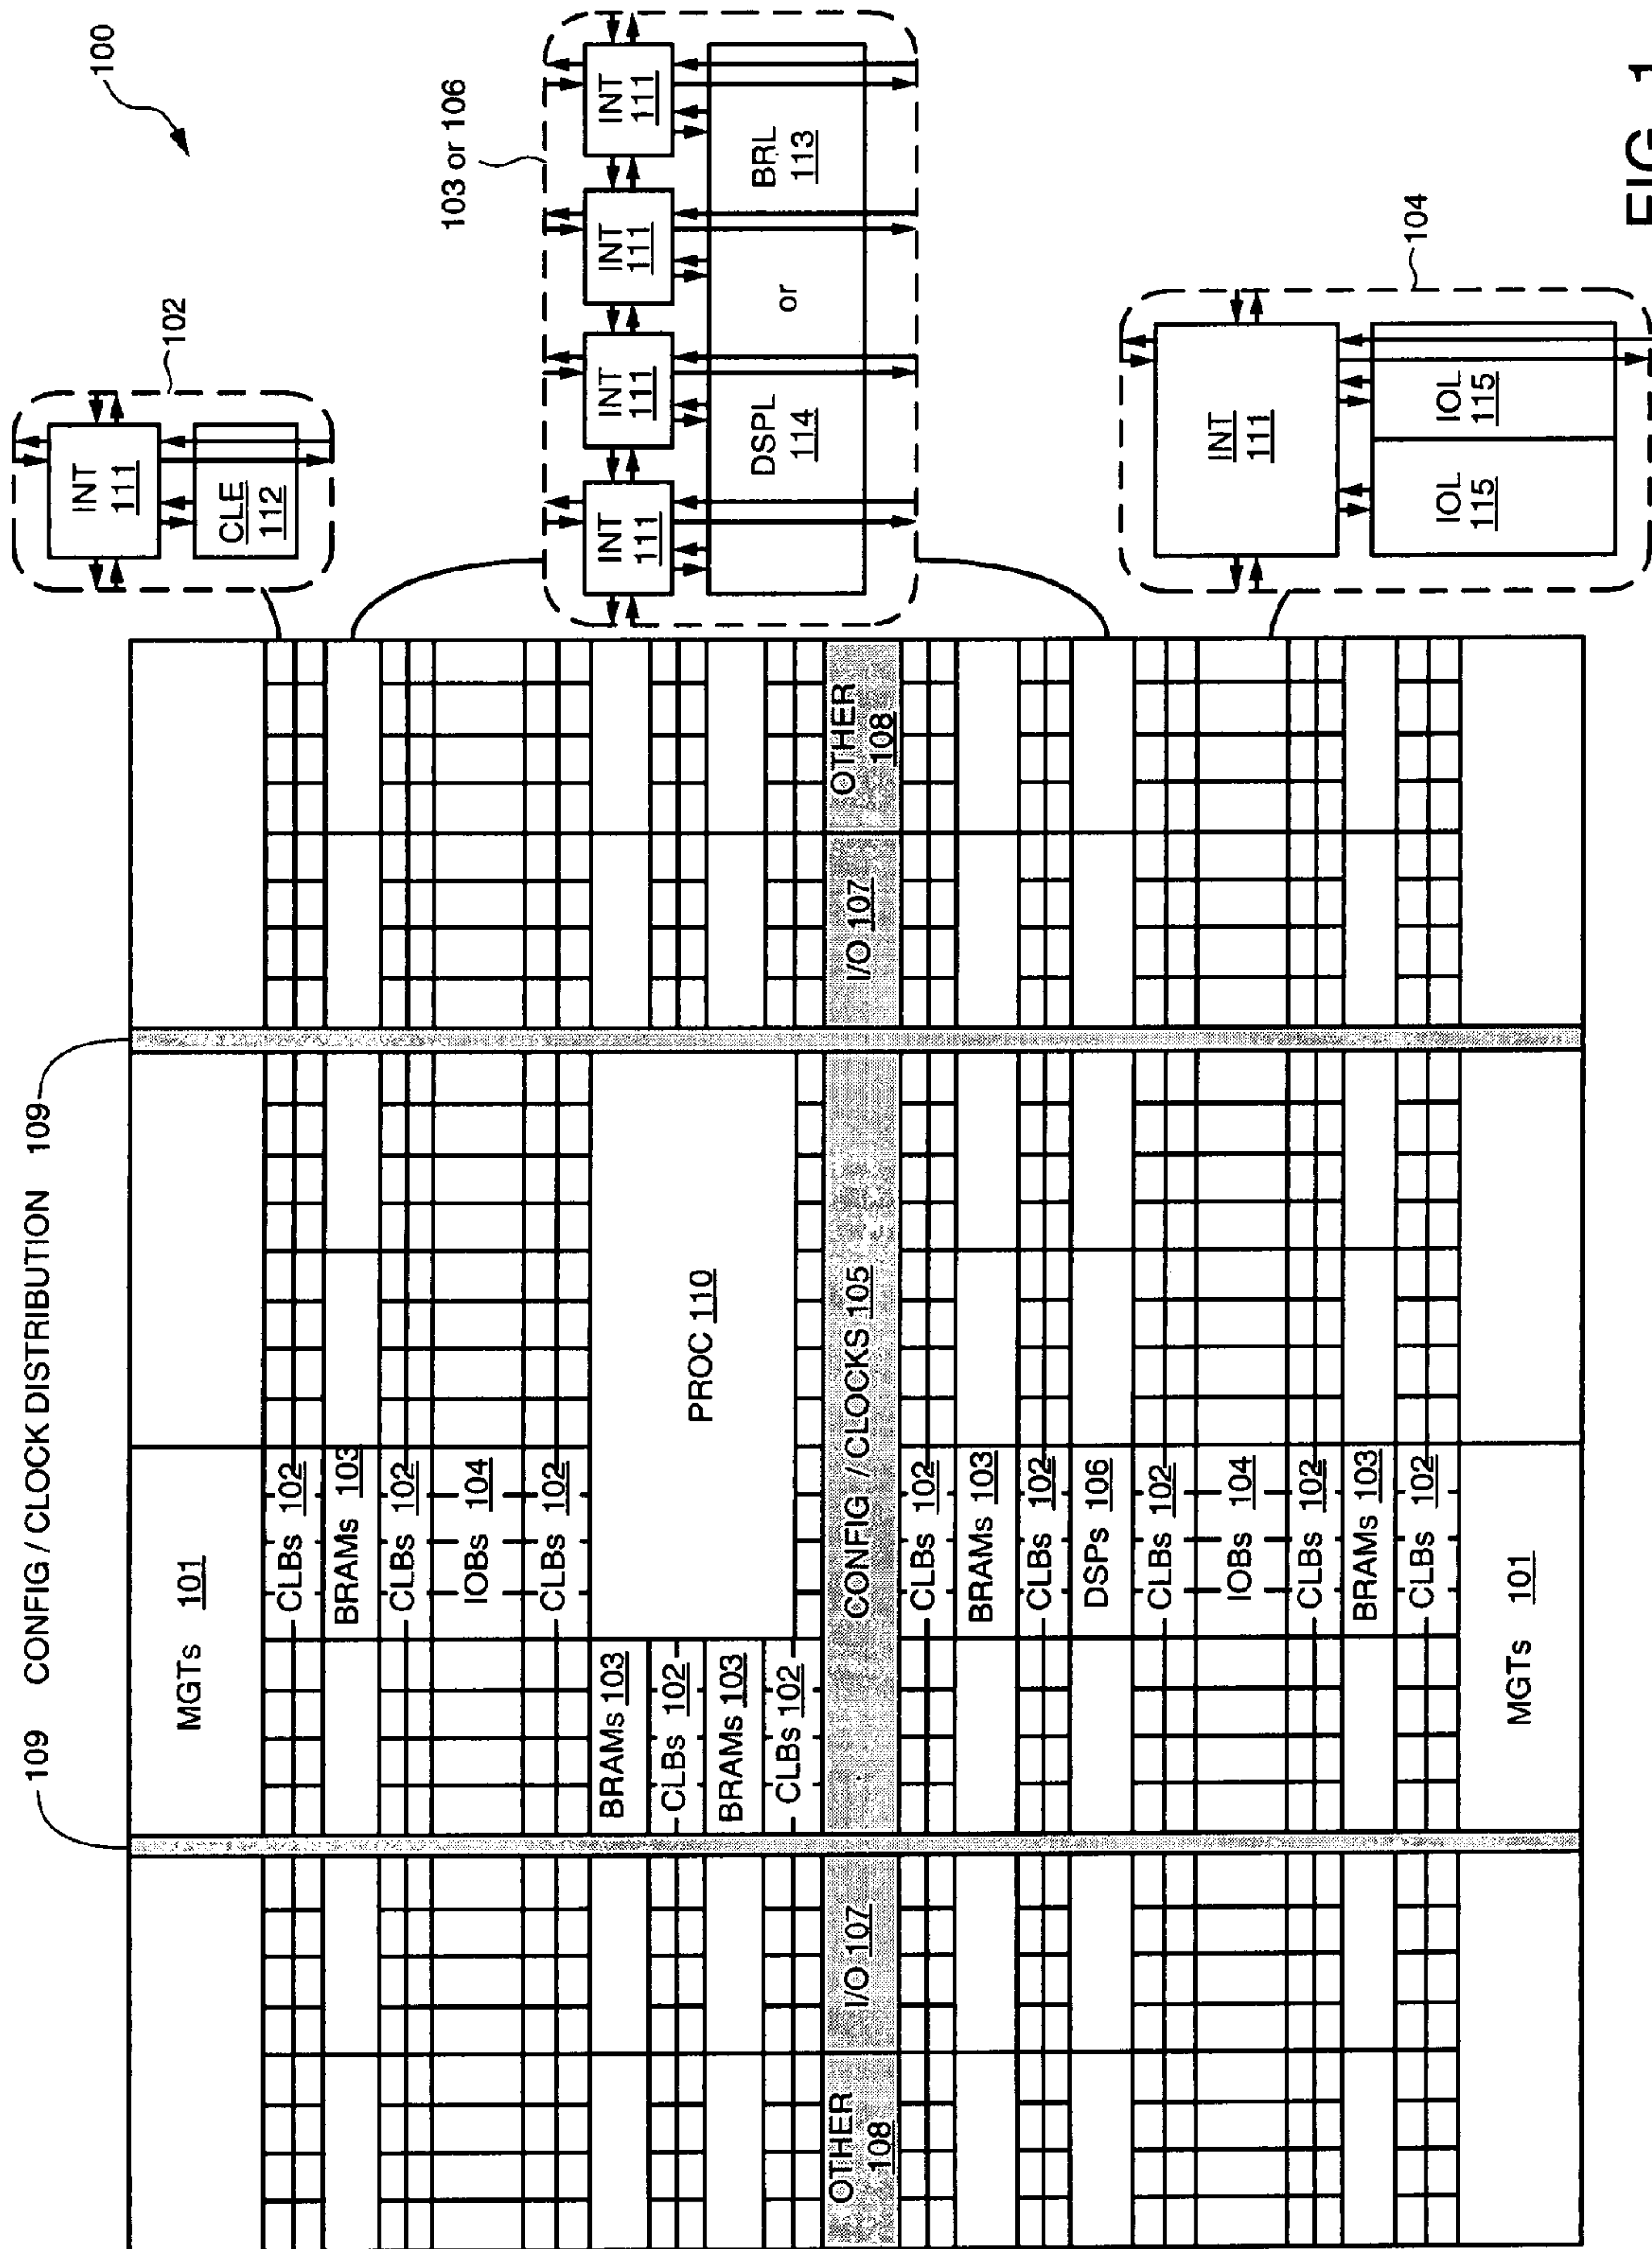 109 CONFIG / CLOCK DISTRIBUTION 109
100
MGTs 101
CLBs 102
BRAMs 103
CLBs 102
IOBs 104
CLBs 102
BRAMs 103
CLBs 102
BRAMs 103
CLBs 102
PROC 110
OTHER
108
I/O 107
CONFIG / CLOCKS 105
I/O 107
OTHER
108
CLBs 102
BRAMs 103
CLBs 102
DSPs 106
CLBs 102
IOBs 104
CLBs 102
BRAMs 103
CLBs 102
MGTs 101
INT
111
CLE
112
102
103 or 106
INT
111
INT
111
INT
111
INT
111
DSPL
114
or
BRL
113
INT
111
IOL
115
IOL
115
104
FIG. 1